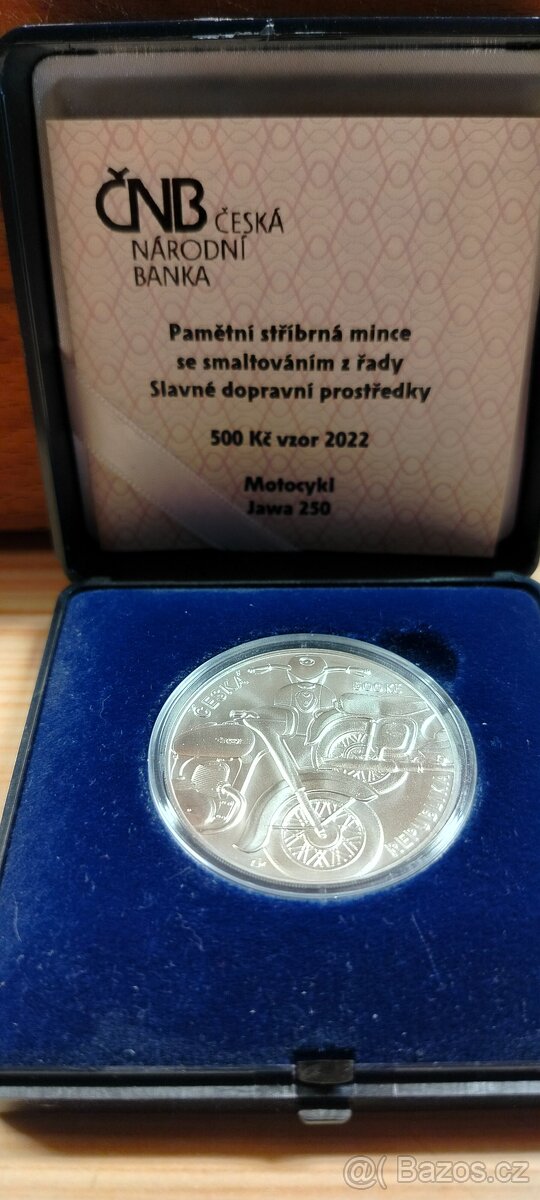 ČNB ČESKÁ
NÁRODNÍ
BANKA
Pamětní stříbrná mince
se smaltováním z řady
Slavné dopravní prostředky
500 Kč vzor 2022
Motocykl
Jawa 250
ČESKÁ
500 Kč
REPUBLIKA
@( Bazos.cz